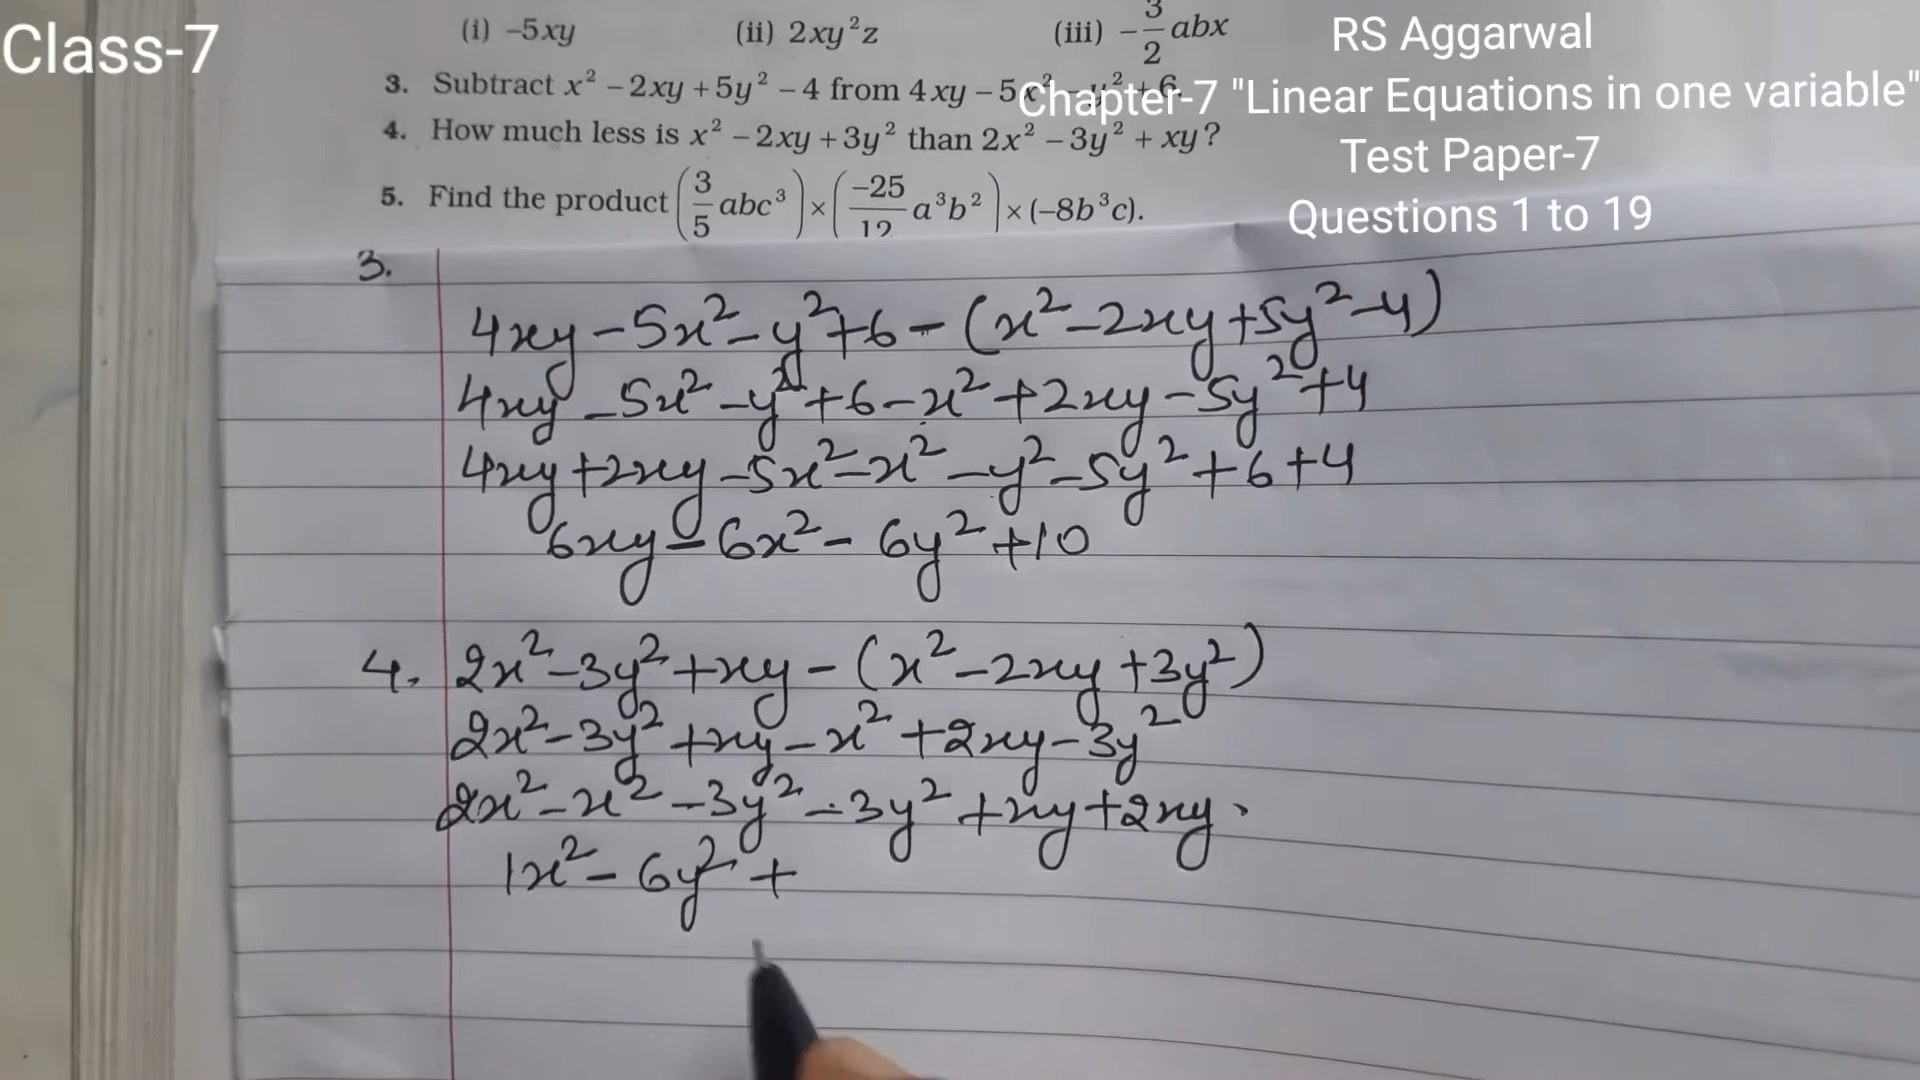 Class-7
(i) -5xy (ii) 2xy²z (iii) -3/2 abx
RS Aggarwal
3. Subtract x² - 2xy + 5y² - 4 from 4xy - 5x² - y² + 6.
Chapter-7 "Linear Equations in one variable"
4. How much less is x² - 2xy + 3y² than 2x² - 3y² + xy?
Test Paper-7
5. Find the product (3/5 abc³) × (-25/12 a³b²) × (-8b³c).
Questions 1 to 19
3.
4xy - 5x² - y² + 6 - (x² - 2xy + 5y² - 4)
4xy - 5x² - y² + 6 - x² + 2xy - 5y² + 4
4xy + 2xy - 5x² - x² - y² - 5y² + 6 + 4
6xy - 6x² - 6y² + 10
4. 2x² - 3y² + xy - (x² - 2xy + 3y²)
2x² - 3y² + xy - x² + 2xy - 3y²
2x² - x² - 3y² - 3y² + xy + 2xy.
1x² - 6y² +